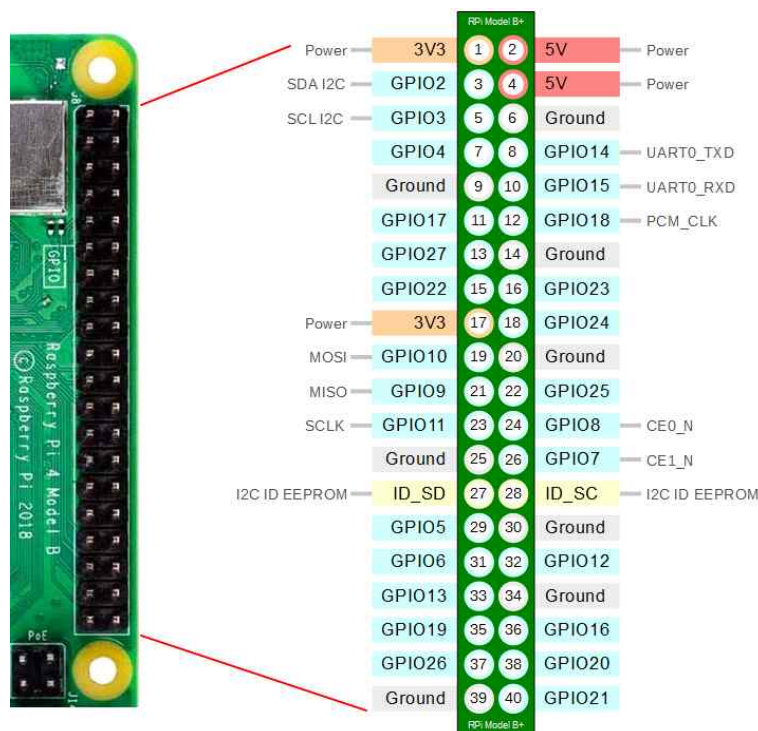 RPi Model B+
Power 3V3 1 2 5V Power
SDA I2C GPIO2 3 4 5V Power
SCL I2C GPIO3 5 6 Ground
GPIO4 7 8 GPIO14 UART0_TXD
Ground 9 10 GPIO15 UART0_RXD
GPIO17 11 12 GPIO18 PCM_CLK
GPIO27 13 14 Ground
GPIO22 15 16 GPIO23
Power 3V3 17 18 GPIO24
MOSI GPIO10 19 20 Ground
MISO GPIO9 21 22 GPIO25
SCLK GPIO11 23 24 GPIO8 CE0_N
Ground 25 26 GPIO7 CE1_N
I2C ID EEPROM ID_SD 27 28 ID_SC I2C ID EEPROM
GPIO5 29 30 Ground
GPIO6 31 32 GPIO12
GPIO13 33 34 Ground
GPIO19 35 36 GPIO16
GPIO26 37 38 GPIO20
Ground 39 40 GPIO21
RPi Model B+
J8
GPIO
Raspberry Pi 4 Model B
© Raspberry Pi 2018
PoE